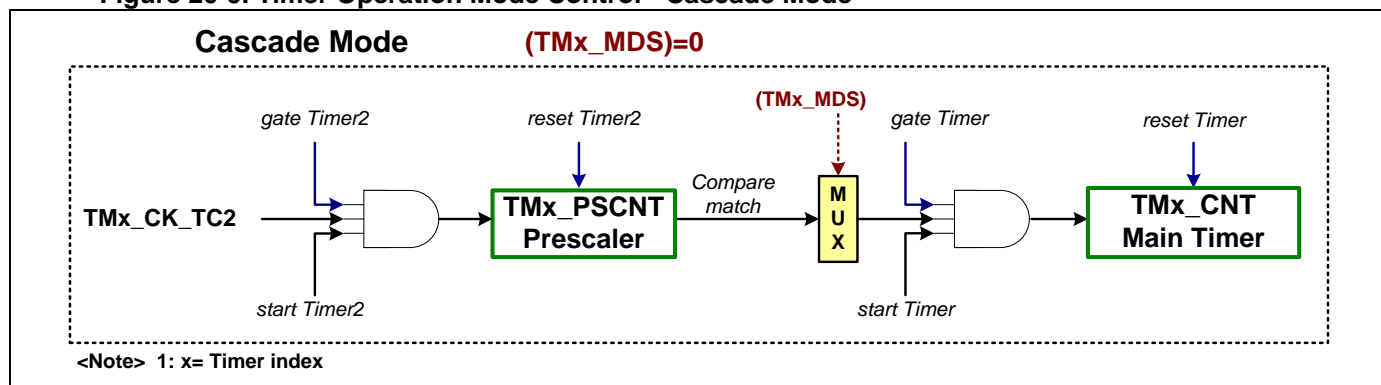 Cascade Mode (TMx_MDS)=0
(TMx_MDS)
gate Timer2 reset Timer2 gate Timer reset Timer
TMx_CK_TC2
TMx_PSCNT
Prescaler
Compare
match
M
U
X
TMx_CNT
Main Timer
start Timer2 start Timer
<Note> 1: x= Timer index